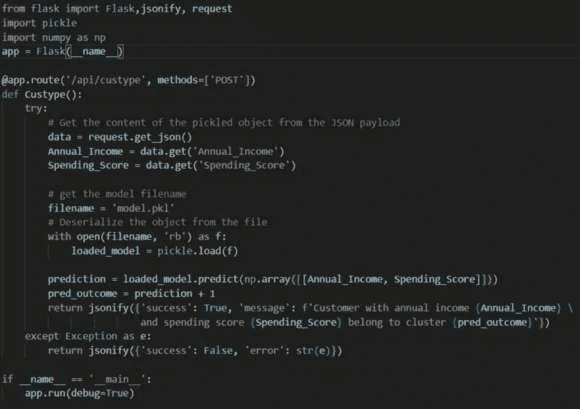 from flask import Flask,jsonify, request
import pickle
import numpy as np
app = Flask(__name__)
@app.route('/api/custype', methods=['POST'])
def Custype():
    try:
        # Get the content of the pickled object from the JSON payload
        data = request.get_json()
        Annual_Income = data.get('Annual_Income')
        Spending_Score = data.get('Spending_Score')
        # get the model filename
        filename = 'model.pkl'
        # Deserialize the object from the file
        with open(filename, 'rb') as f:
            loaded_model = pickle.load(f)
        prediction = loaded_model.predict(np.array([[Annual_Income, Spending_Score]]))
        pred_outcome = prediction + 1
        return jsonify({'success': True, 'message': f'Customer with annual income {Annual_Income} \
                and spending score {Spending_Score} belong to cluster {pred_outcome}'})
    except Exception as e:
        return jsonify({'success': False, 'error': str(e)})
if __name__ == '__main__':
    app.run(debug=True)